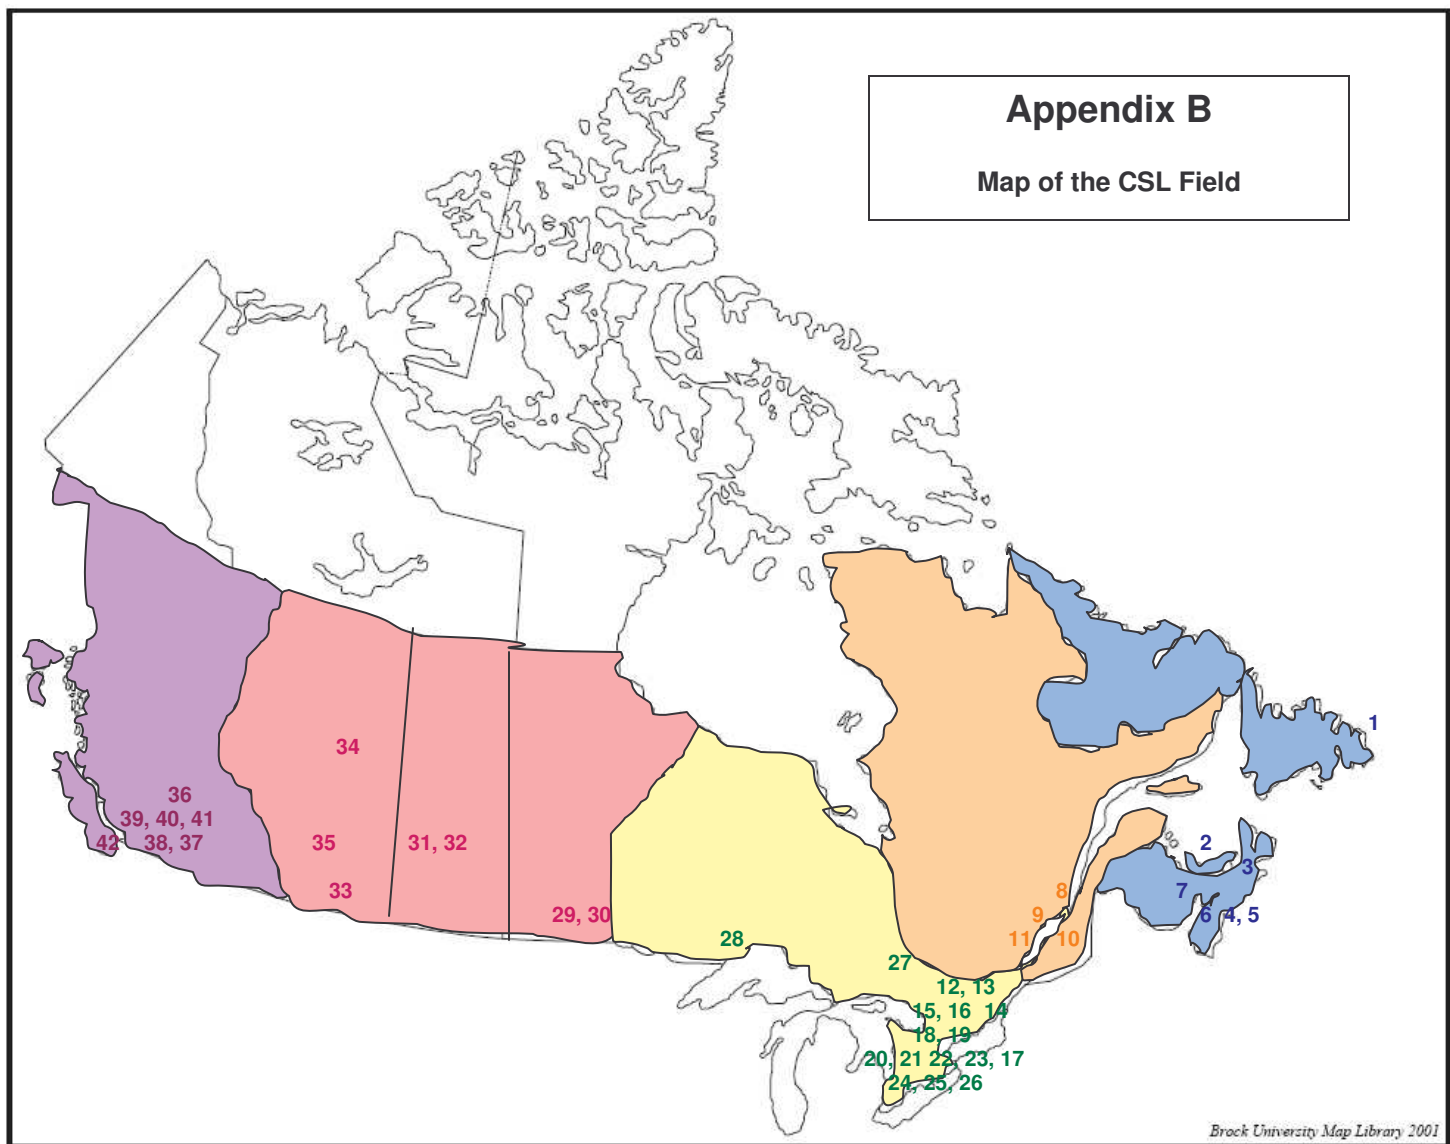 Appendix B
Map of the CSL Field
1
34
36
39, 40, 41
42 38, 37
35
31, 32
2
3
33
8
7
29, 30
9
6 4, 5
28
11 10
27
12, 13
15, 16 14
18, 19
20, 21 22, 23, 17
24, 25, 26
Brock University Map Library 2001